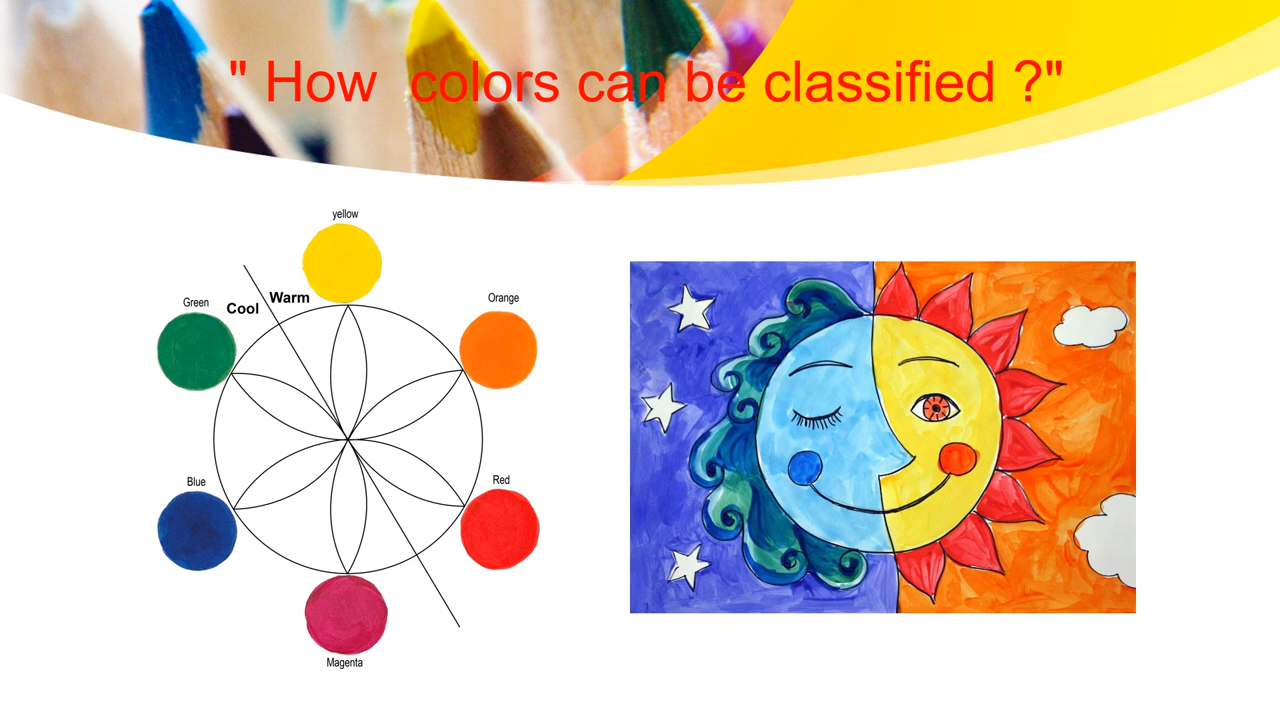 " How  colors can be classified ?"
yellow
Green
Cool
Warm
Orange
Blue
Red
Magenta